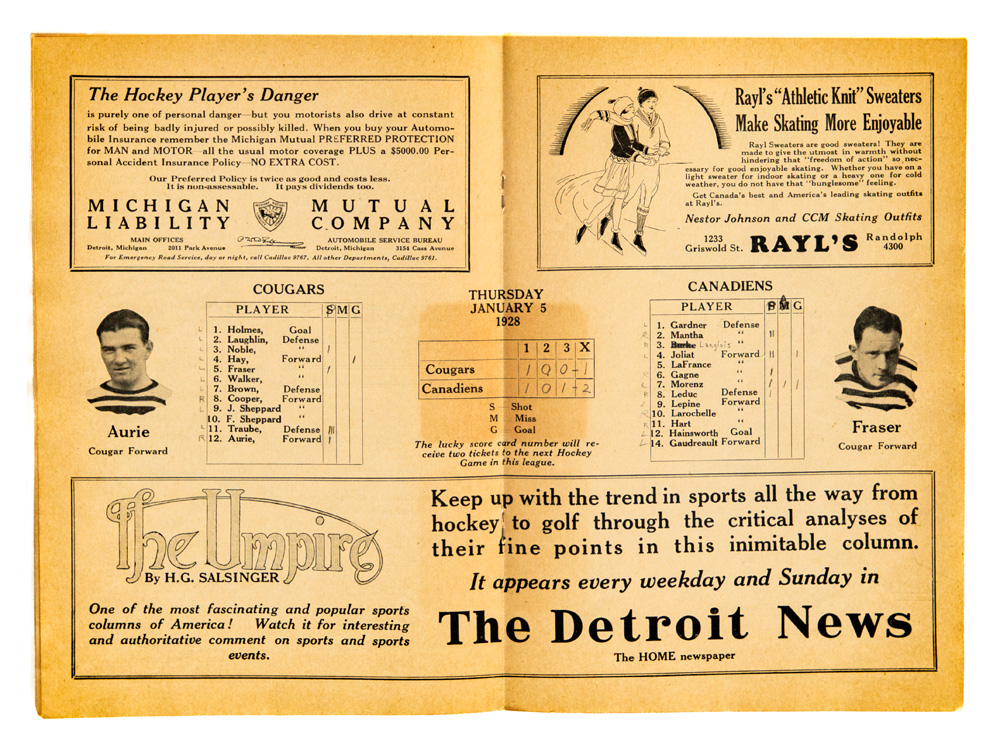 The Hockey Player's Danger
is purely one of personal danger—but you motorists also drive at constant
risk of being badly injured or possibly killed. When you buy your Automo-
bile Insurance remember the Michigan Mutual PREFERRED PROTECTION
for MAN and MOTOR—all the usual motor coverage PLUS a $5000.00 Per-
sonal Accident Insurance Policy—NO EXTRA COST.
Our Preferred Policy is twice as good and costs less.
It is non-assessable. It pays dividends too.
MICHIGAN MUTUAL
LIABILITY COMPANY
MAIN OFFICES AUTOMOBILE SERVICE BUREAU
Detroit, Michigan 2011 Park Avenue Detroit, Michigan 3154 Cass Avenue
For Emergency Road Service, day or night, call Cadillac 9767. All other Departments, Cadillac 9761.
Rayl's "Athletic Knit" Sweaters
Make Skating More Enjoyable
Rayl Sweaters are good sweaters! They are
made to give the utmost in warmth without
hindering that "freedom of action" so nec-
essary for good enjoyable skating. Whether you have on a
light sweater for indoor skating or a heavy one for cold
weather, you do not have that "bunglesome" feeling.
Get Canada's best and America's leading skating outfits
at Rayl's.
Nestor Johnson and CCM Skating Outfits
1233
Griswold St. RAYL'S Randolph
4300
COUGARS
PLAYER S M G
L 1. Holmes, Goal
L 2. Laughlin, Defense
L 3. Noble, " /
L 4. Hay, Forward /
L 5. Fraser " /
6. Walker, "
L 7. Brown, Defense
R 8. Cooper, Forward
L 9. J. Sheppard "
10. F. Sheppard "
L 11. Traube, Defense |||
R 12. Aurie, Forward |
Aurie
Cougar Forward
THURSDAY
JANUARY 5
1928
1 2 3 X
Cougars 1 0 0 - 1
Canadiens 1 0 1 - 2
S — Shot
M — Miss
G — Goal
The lucky score card number will re-
ceive two tickets to the next Hockey
Game in this league.
CANADIENS
PLAYER S M G
L 1. Gardner Defense
R 2. Mantha " ||
3. Burke Langlois "
L 4. Joliat Forward || |
5. LaFrance "
R 6. Gagne " /
L 7. Morenz " / / /
R 8. Leduc Defense |
L 9. Lepine Forward
R 10. Larochelle "
R 11. Hart "
L 12. Hainsworth Goal
L 14. Gaudreault Forward
Fraser
Cougar Forward
The Umpire
By H.G. SALSINGER
One of the most fascinating and popular sports
columns of America! Watch it for interesting
and authoritative comment on sports and sports
events.
Keep up with the trend in sports all the way from
hockey to golf through the critical analyses of
their fine points in this inimitable column.
It appears every weekday and Sunday in
The Detroit News
The HOME newspaper